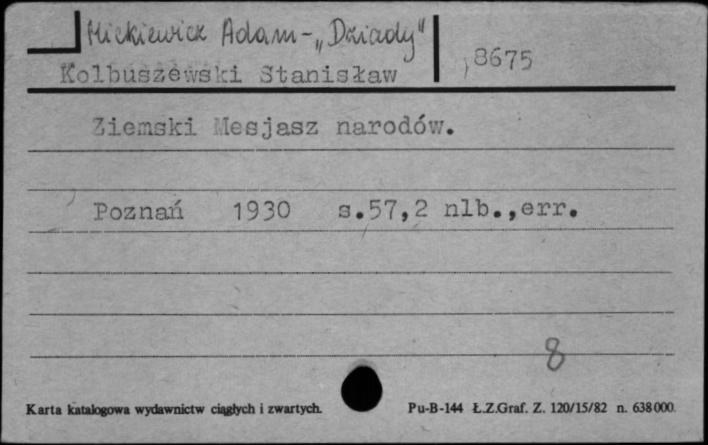 Mickiewicz Adam - „Dziady"
Kolbuszewski Stanisław
8675
Ziemski Mesjasz narodów.
Poznań 1930 s.57,2 nlb.,err.
8
Karta katalogowa wydawnictw ciągłych i zwartych.
Pu-B-144 Ł.Z.Graf. Z. 120/15/82 n. 638000.